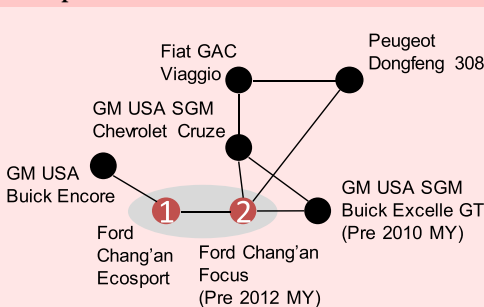 Fiat GAC
Viaggio
Peugeot
Dongfeng 308
GM USA SGM
Chevrolet Cruze
GM USA
Buick Encore
1
2
GM USA SGM
Buick Excelle GT
(Pre 2010 MY)
Ford
Chang'an
Ecosport
Ford Chang'an
Focus
(Pre 2012 MY)